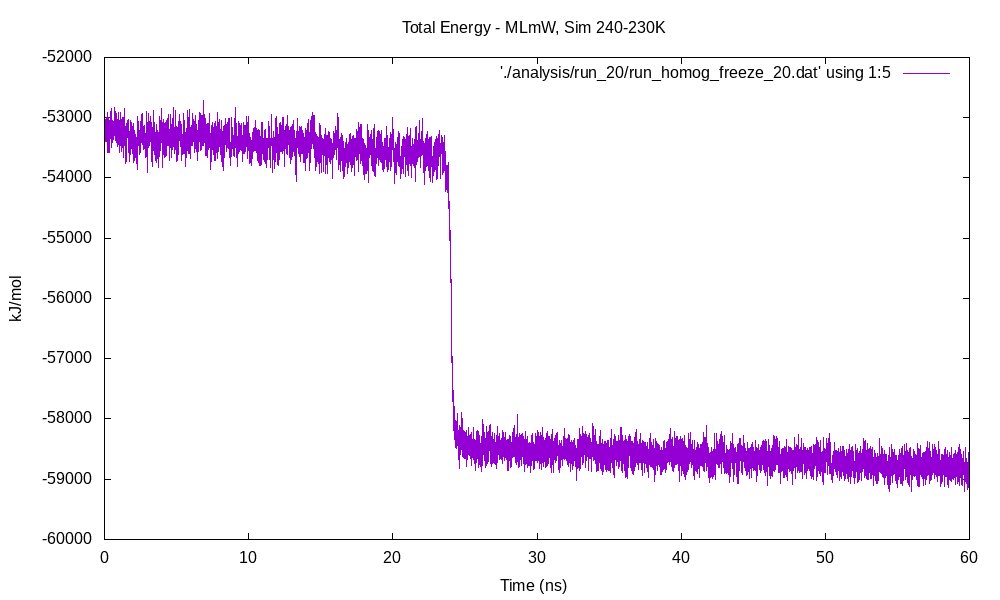 Total Energy - MLmW, Sim 240-230K
'./analysis/run_20/run_homog_freeze_20.dat' using 1:5
kJ/mol
-52000
-53000
-54000
-55000
-56000
-57000
-58000
-59000
-60000
0 10 20 30 40 50 60
Time (ns)